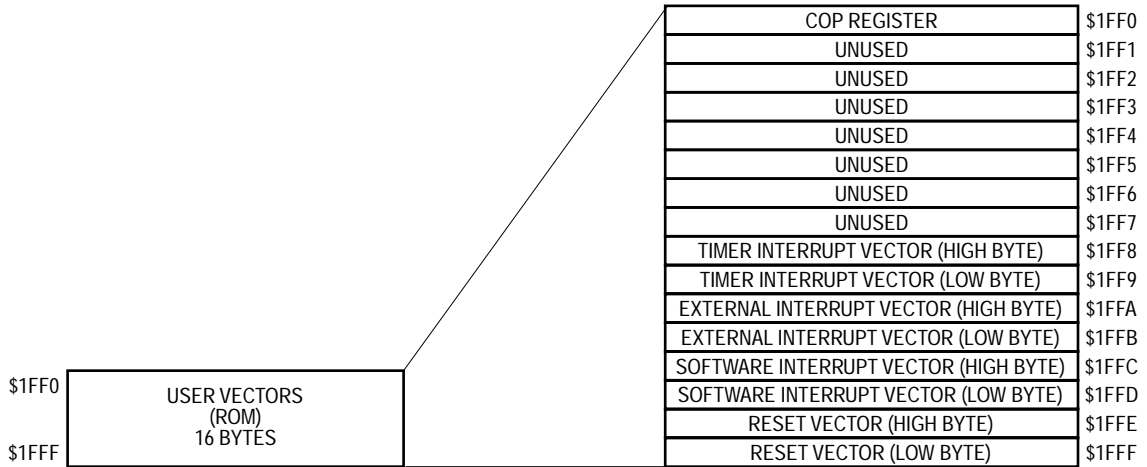 COP REGISTER $1FF0
UNUSED $1FF1
UNUSED $1FF2
UNUSED $1FF3
UNUSED $1FF4
UNUSED $1FF5
UNUSED $1FF6
UNUSED $1FF7
TIMER INTERRUPT VECTOR (HIGH BYTE) $1FF8
TIMER INTERRUPT VECTOR (LOW BYTE) $1FF9
EXTERNAL INTERRUPT VECTOR (HIGH BYTE) $1FFA
EXTERNAL INTERRUPT VECTOR (LOW BYTE) $1FFB
SOFTWARE INTERRUPT VECTOR (HIGH BYTE) $1FFC
SOFTWARE INTERRUPT VECTOR (LOW BYTE) $1FFD
RESET VECTOR (HIGH BYTE) $1FFE
RESET VECTOR (LOW BYTE) $1FFF
$1FF0
USER VECTORS
(ROM)
16 BYTES
$1FFF